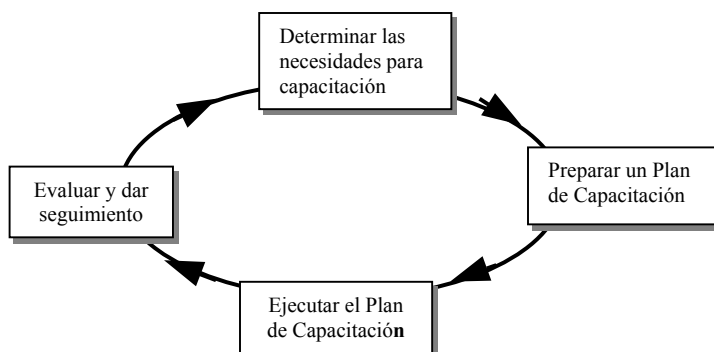 Determinar las
necesidades para
capacitación
Preparar un Plan
de Capacitación
Ejecutar el Plan
de Capacitación
Evaluar y dar
seguimiento